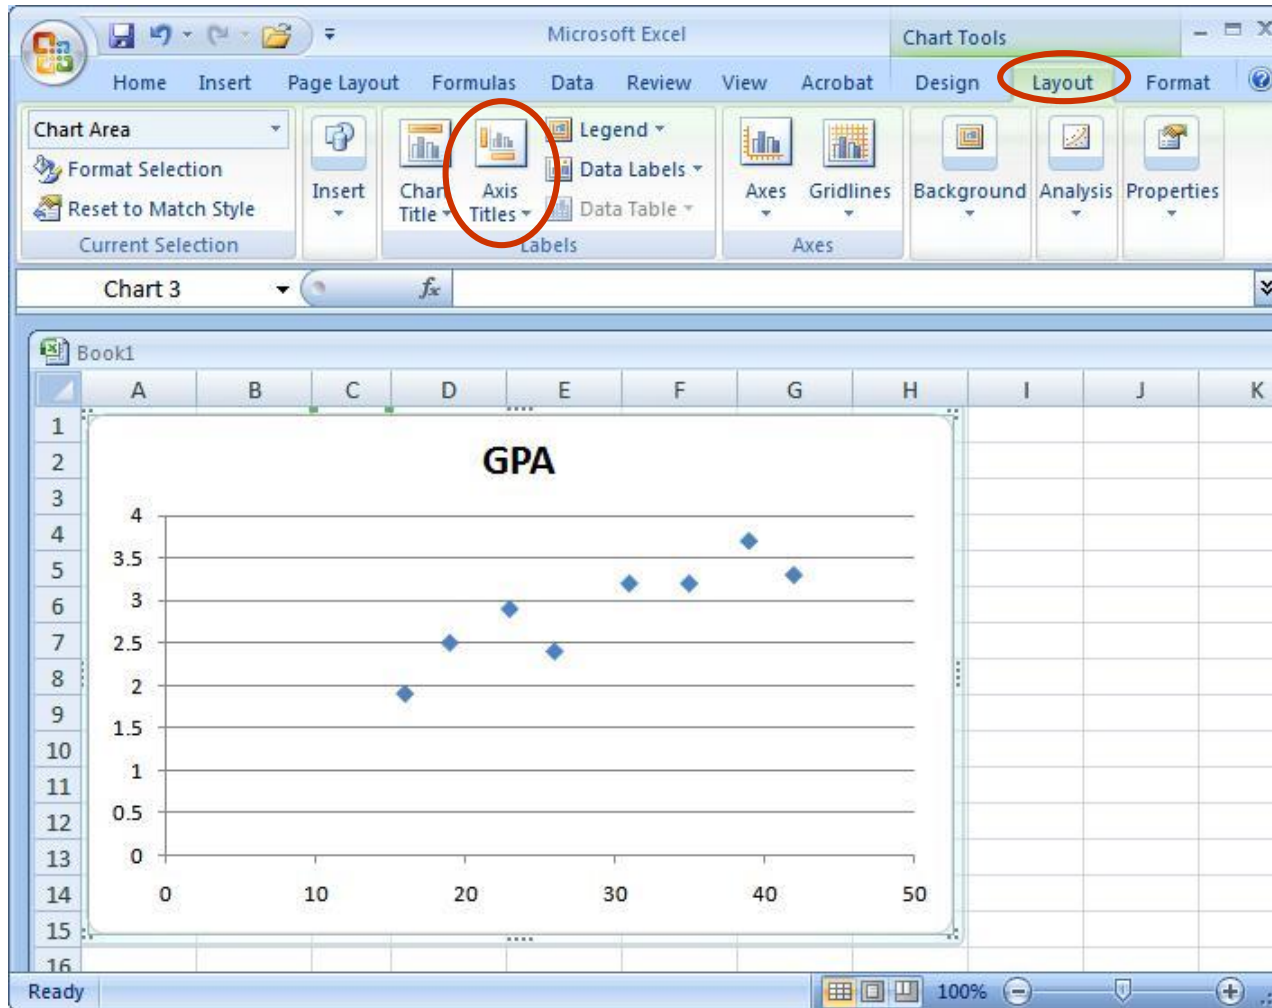 Microsoft Excel
Chart Tools
Home Insert Page Layout Formulas Data Review View Acrobat Design Layout Format
Chart Area
Format Selection
Reset to Match Style
Current Selection
Insert
Chart Title
Axis Titles
Legend
Data Labels
Data Table
Labels
Axes
Gridlines
Axes
Background
Analysis
Properties
Chart 3
fx
Book1
A B C D E F G H I J K
1
2
3
4
5
6
7
8
9
10
11
12
13
14
15
16
GPA
4
3.5
3
2.5
2
1.5
1
0.5
0
0 10 20 30 40 50
Ready
100%